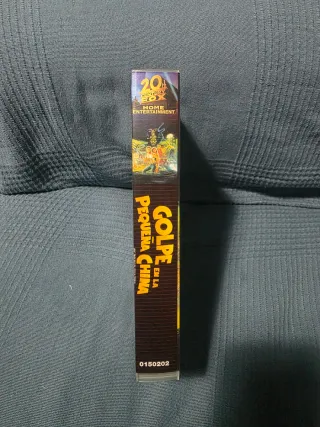 20th
CENTURY
FOX
HOME
ENTERTAINMENT
GOLPE
EN LA
PEQUEÑA CHINA
0150202